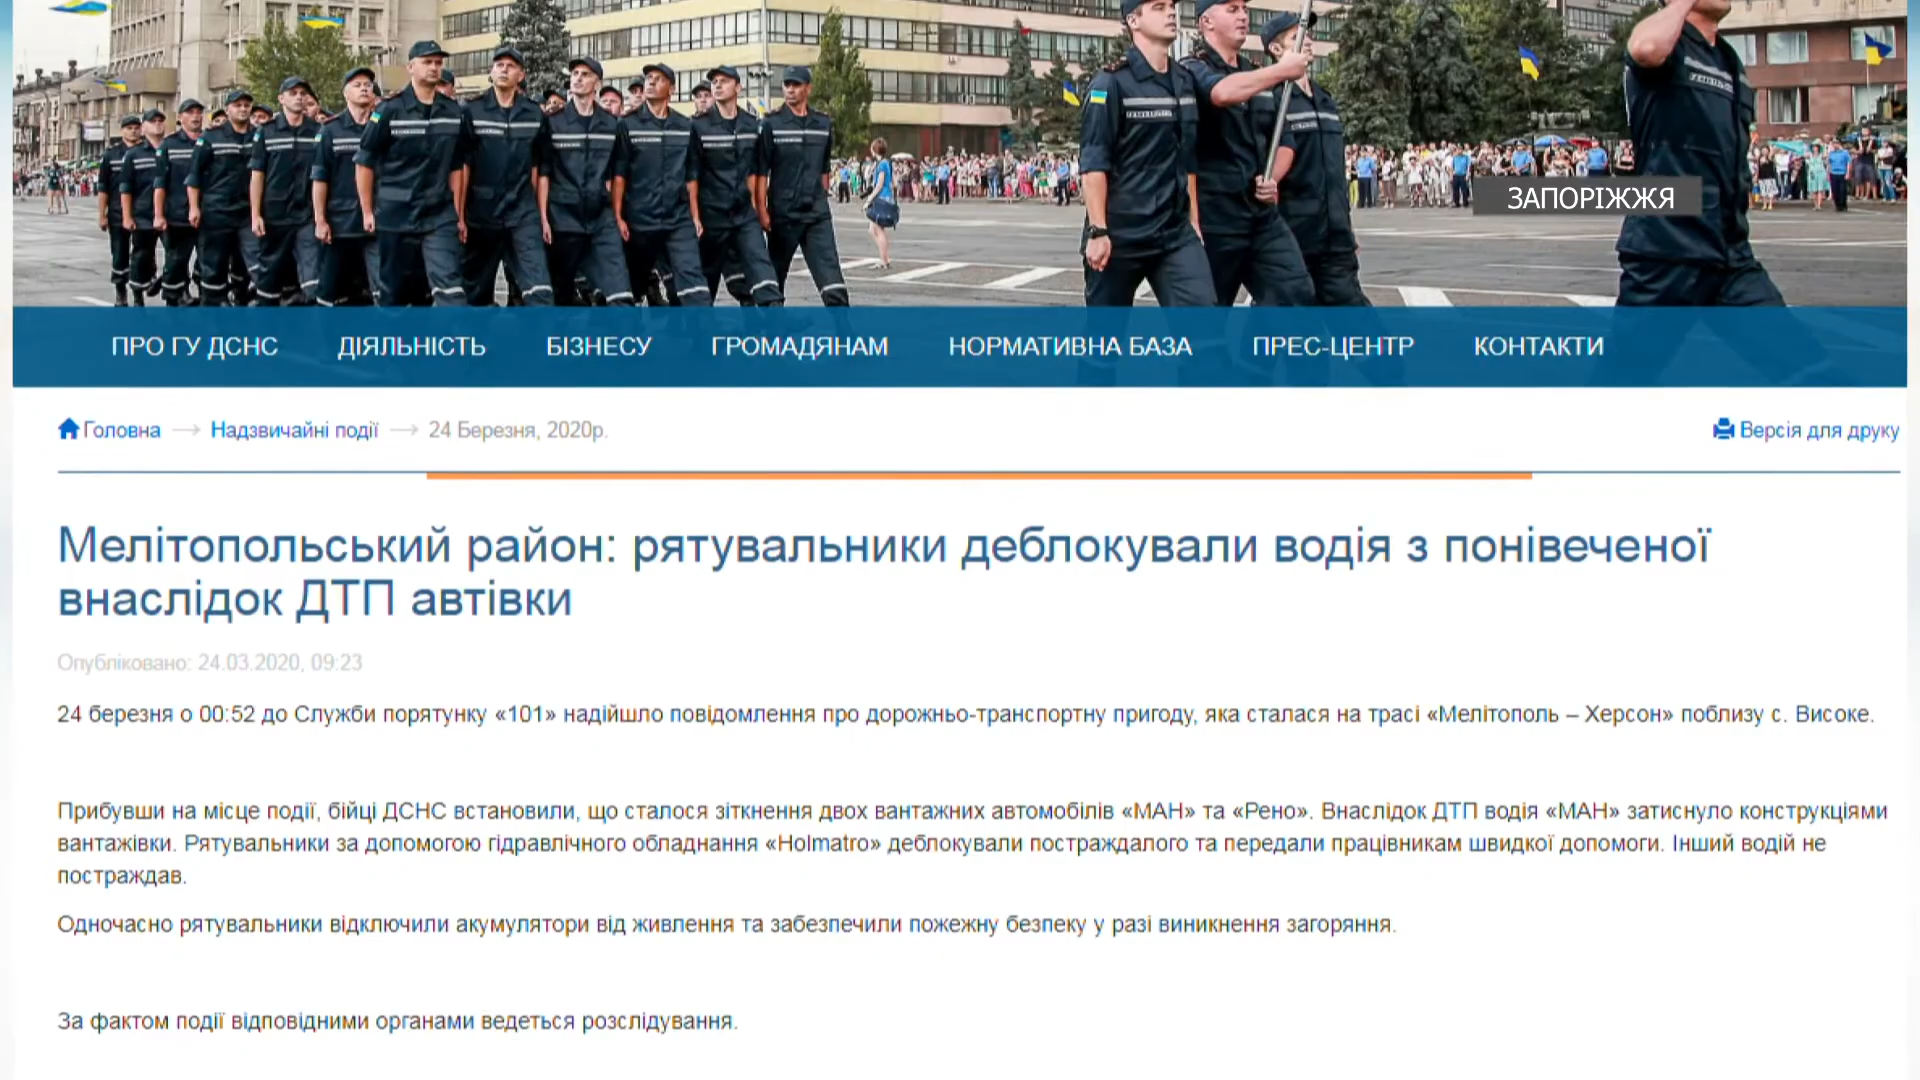 ЗАПОРІЖЖЯ
ПРО ГУ ДСНС ДІЯЛЬНІСТЬ БІЗНЕСУ ГРОМАДЯНАМ НОРМАТИВНА БАЗА ПРЕС-ЦЕНТР КОНТАКТИ
Головна → Надзвичайні події → 24 Березня, 2020р. Версія для друку
Мелітопольський район: рятувальники деблокували водія з понівеченої
внаслідок ДТП автівки
Опубліковано: 24.03.2020, 09:23
24 березня о 00:52 до Служби порятунку «101» надійшло повідомлення про дорожньо-транспортну пригоду, яка сталася на трасі «Мелітополь – Херсон» поблизу с. Високе.
Прибувши на місце події, бійці ДСНС встановили, що сталося зіткнення двох вантажних автомобілів «МАН» та «Рено». Внаслідок ДТП водія «МАН» затиснуло конструкціями
вантажівки. Рятувальники за допомогою гідравлічного обладнання «Holmatro» деблокували постраждалого та передали працівникам швидкої допомоги. Інший водій не
постраждав.
Одночасно рятувальники відключили акумулятори від живлення та забезпечили пожежну безпеку у разі виникнення загоряння.
За фактом події відповідними органами ведеться розслідування.